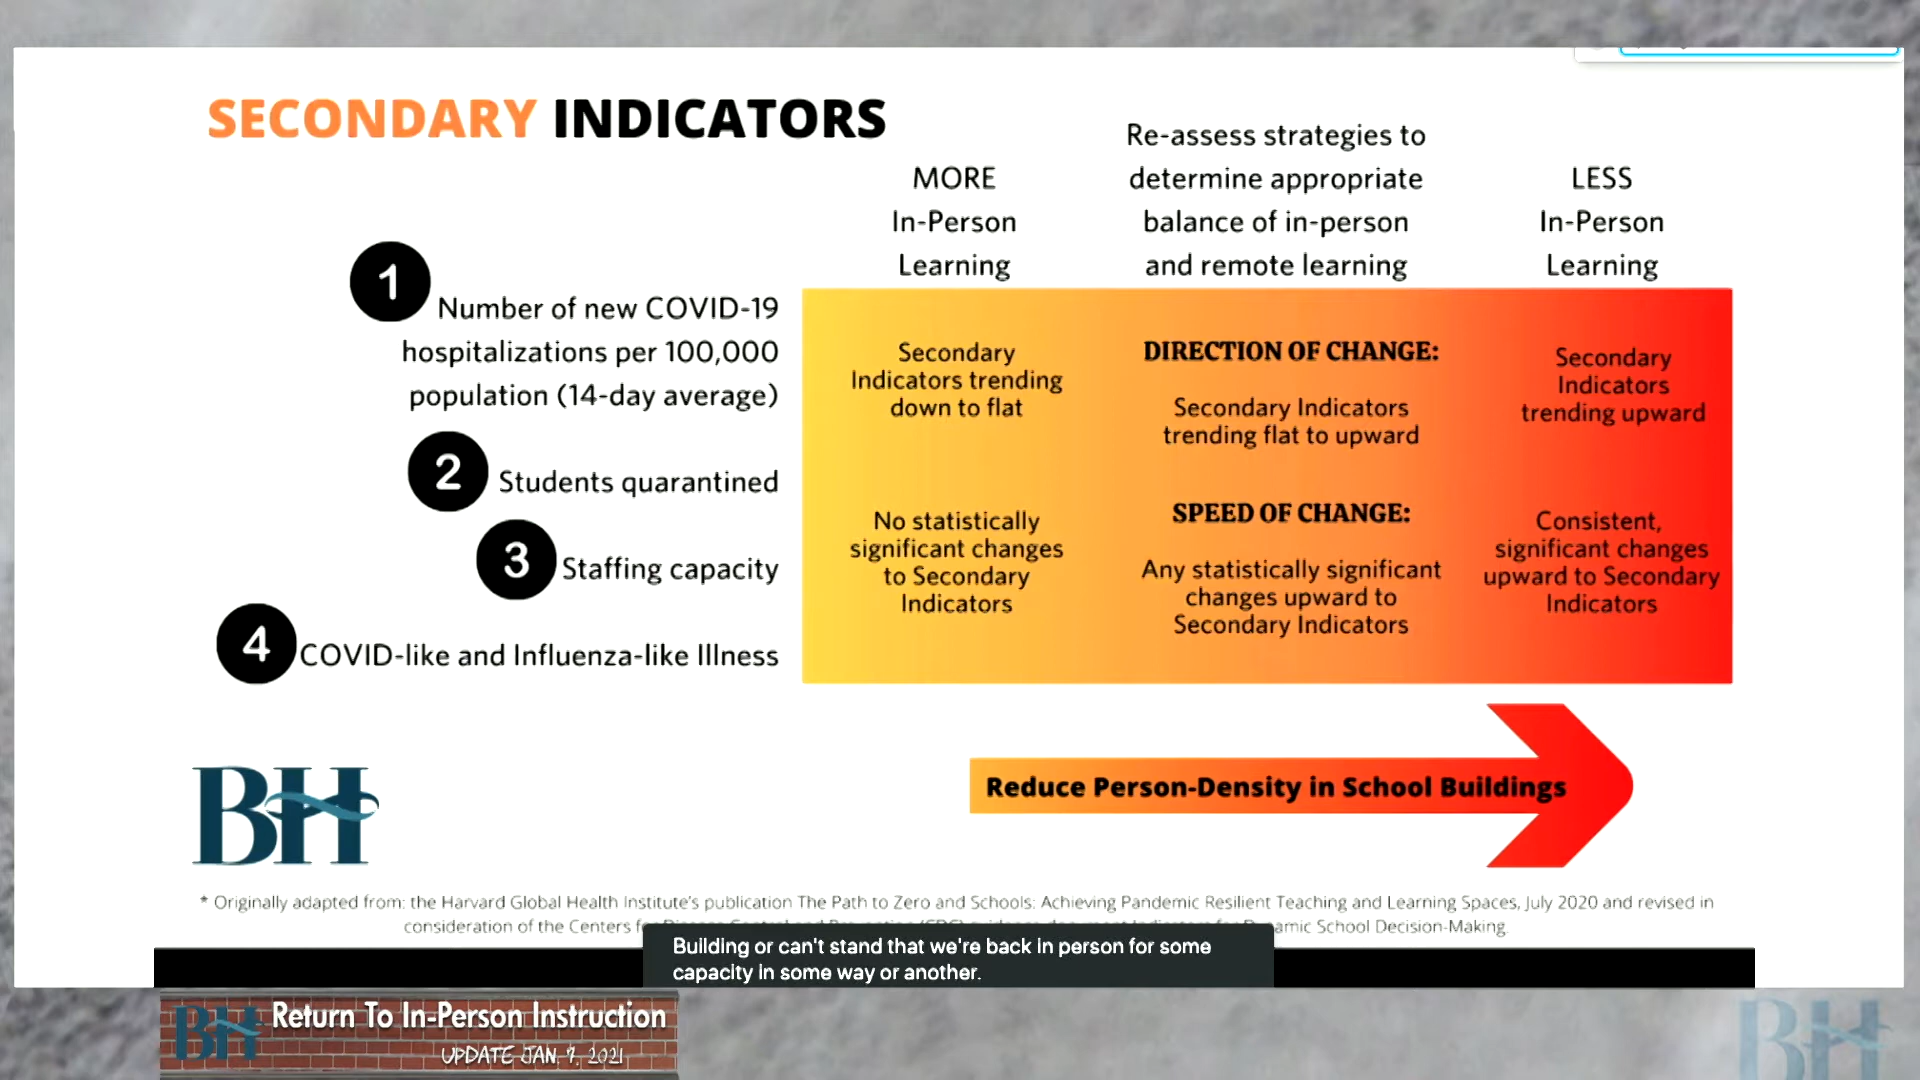 SECONDARY INDICATORS
MORE
In-Person
Learning
Re-assess strategies to
determine appropriate
balance of in-person
and remote learning
LESS
In-Person
Learning
1
Number of new COVID-19
hospitalizations per 100,000
population (14-day average)
2
Students quarantined
3
Staffing capacity
4
COVID-like and Influenza-like Illness
Secondary
Indicators trending
down to flat
DIRECTION OF CHANGE:
Secondary Indicators
trending flat to upward
Secondary
Indicators
trending upward
No statistically
significant changes
to Secondary
Indicators
SPEED OF CHANGE:
Any statistically significant
changes upward to
Secondary Indicators
Consistent,
significant changes
upward to Secondary
Indicators
Reduce Person-Density in School Buildings
BH
* Originally adapted from: the Harvard Global Health Institute's publication The Path to Zero and Schools: Achieving Pandemic Resilient Teaching and Learning Spaces, July 2020 and revised in
consideration of the Centers School Decision-Making.
Building or can't stand that we're back in person for some
capacity in some way or another.
BH
Return To In-Person Instruction
UPDATE JAN. 7, 2021
BH